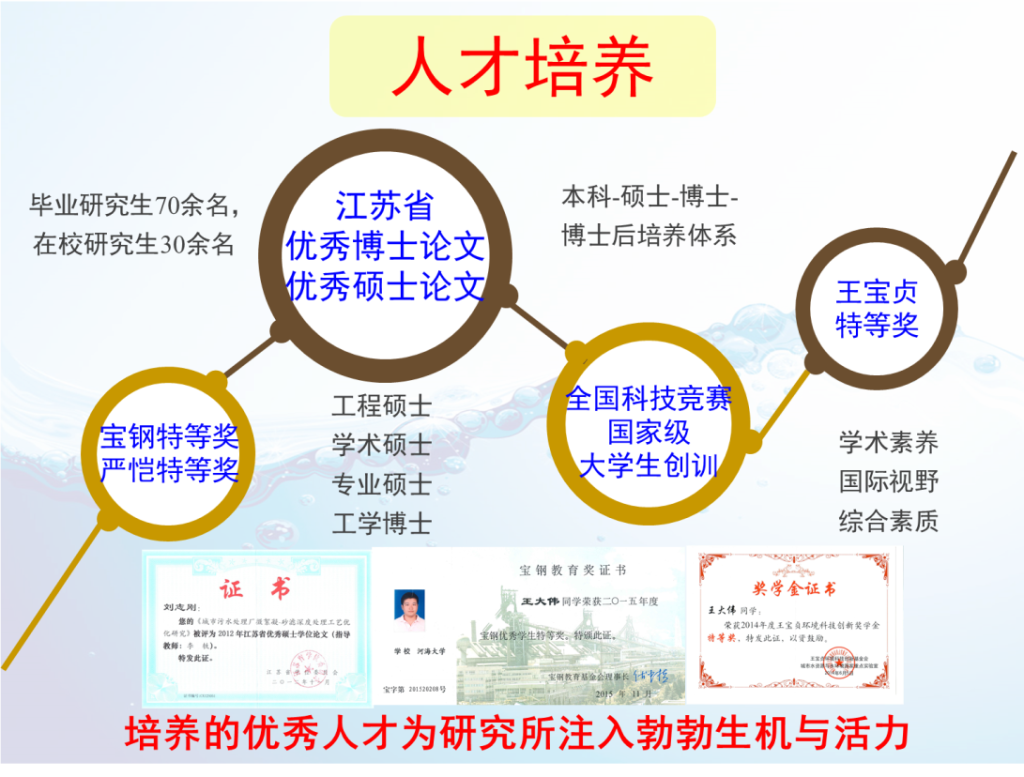 人才培养
毕业研究生70余名，
在校研究生30余名
江苏省
优秀博士论文
优秀硕士论文
本科-硕士-博士-
博士后培养体系
王宝贞
特等奖
宝钢特等奖
严恺特等奖
工程硕士
学术硕士
专业硕士
工学博士
全国科技竞赛
国家级
大学生创训
学术素养
国际视野
综合素质
证 书
刘志刚：
您的《城市污水处理厂微絮凝-砂滤深度处理工艺优
化研究》被评为2012年江苏省优秀硕士学位论文（指导
教师：李 轶）。
特发此证。
二〇一二年十一月
宝钢教育奖证书
王大伟同学荣获二〇一五年度
宝钢优秀学生特等奖，特颁此证。
学校 河海大学
宝钢教育基金会理事长
宝字第 201520208号
2015 年 11 月
奖学金证书
王大伟 同学：
荣获2014年度王宝贞环境科技创新奖学金
特等奖，特发此证，以资鼓励。
培养的优秀人才为研究所注入勃勃生机与活力